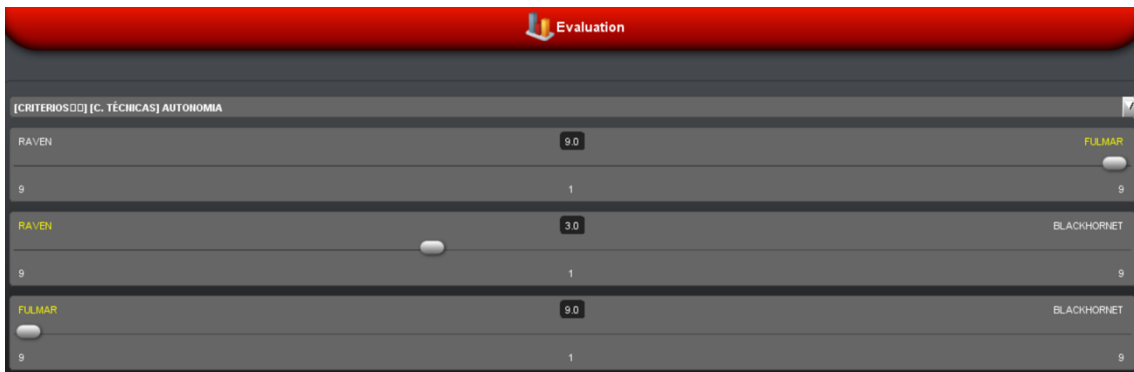 Evaluation
[CRITERIOS□□] [C. TÉCNICAS] AUTONOMIA
RAVEN 9.0 FULMAR
9 1 9
RAVEN 3.0 BLACKHORNET
9 1 9
FULMAR 9.0 BLACKHORNET
9 1 9